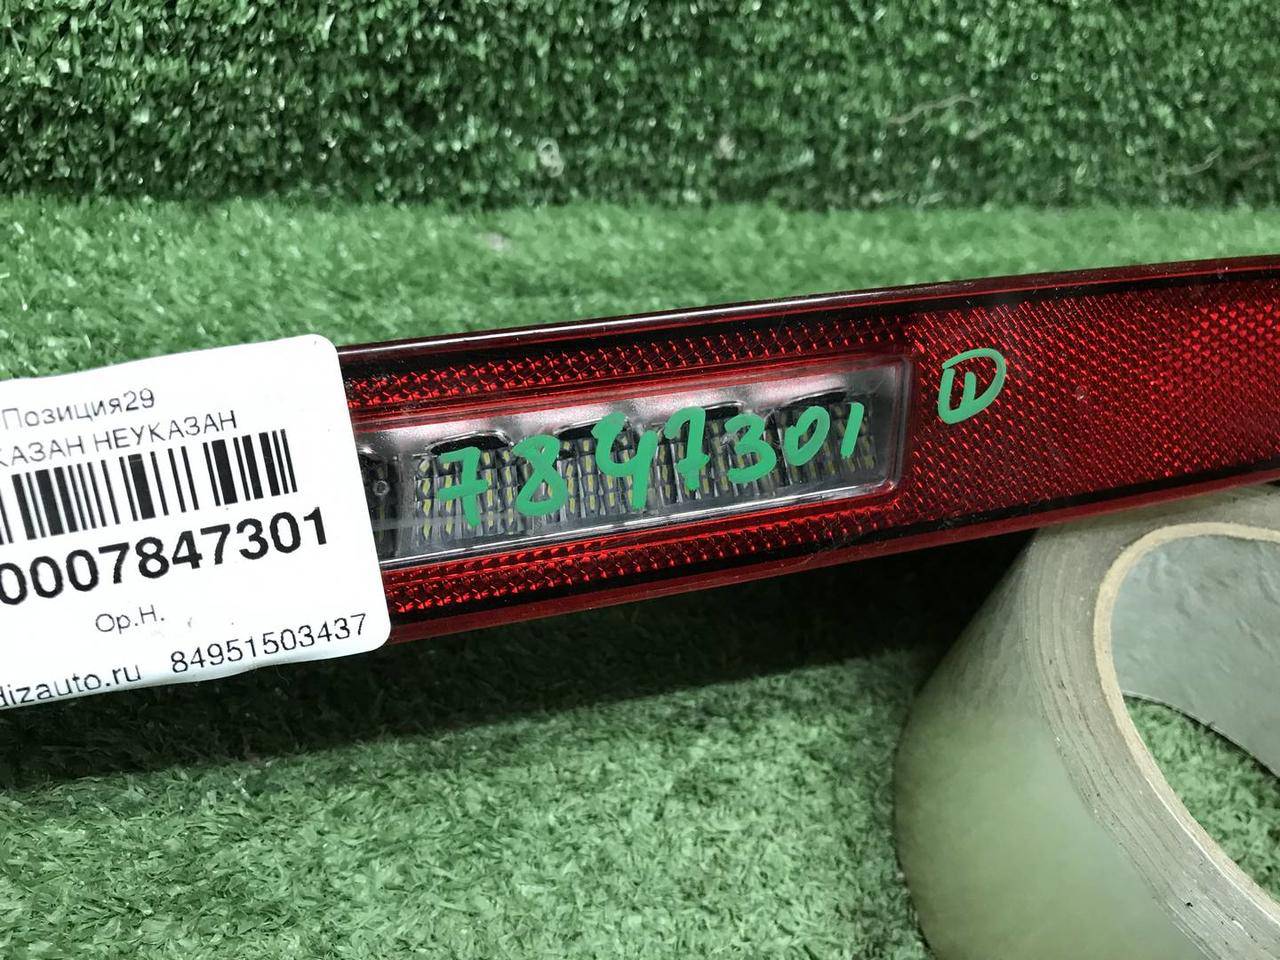 Позиция29
КАЗАН НЕУКАЗАН
0007847301
Ор.Н.
dizauto.ru 84951503437
7847301